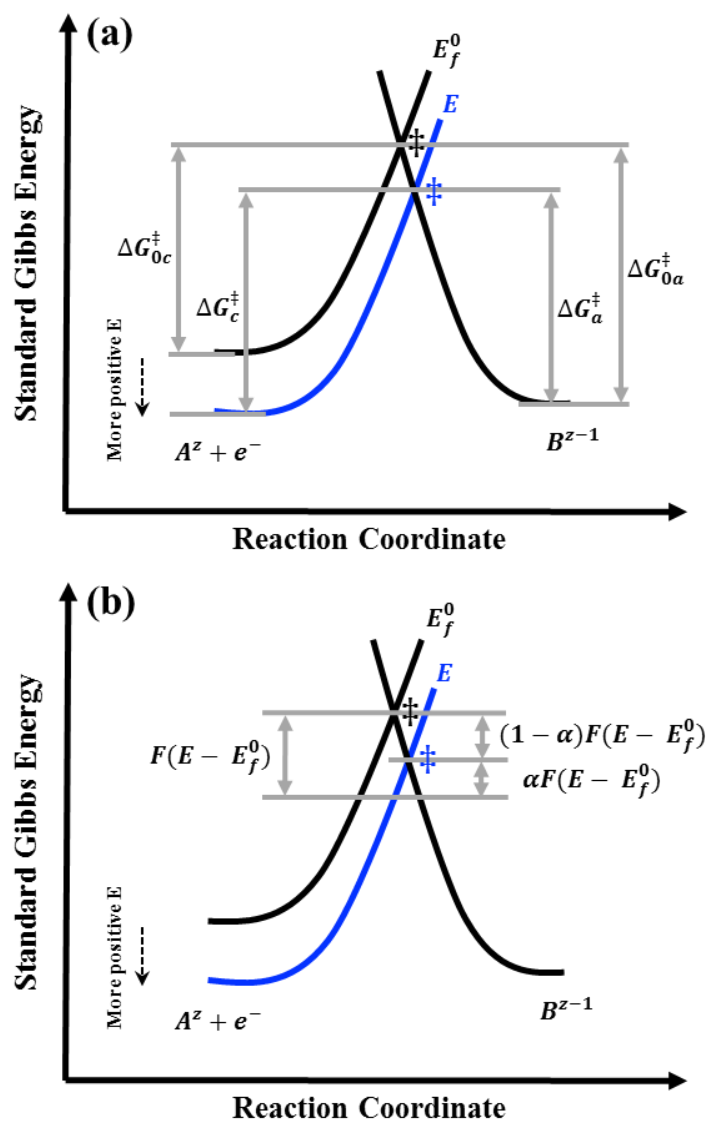 (a)
E_f^0
E
‡
‡
ΔG_{0c}^‡
ΔG_{0a}^‡
ΔG_c^‡
ΔG_a^‡
More positive E
A^z + e^-
B^{z-1}
Standard Gibbs Energy
Reaction Coordinate
(b)
E_f^0
E
‡
(1 − α)F(E − E_f^0)
F(E − E_f^0)
‡
αF(E − E_f^0)
More positive E
A^z + e^-
B^{z-1}
Standard Gibbs Energy
Reaction Coordinate